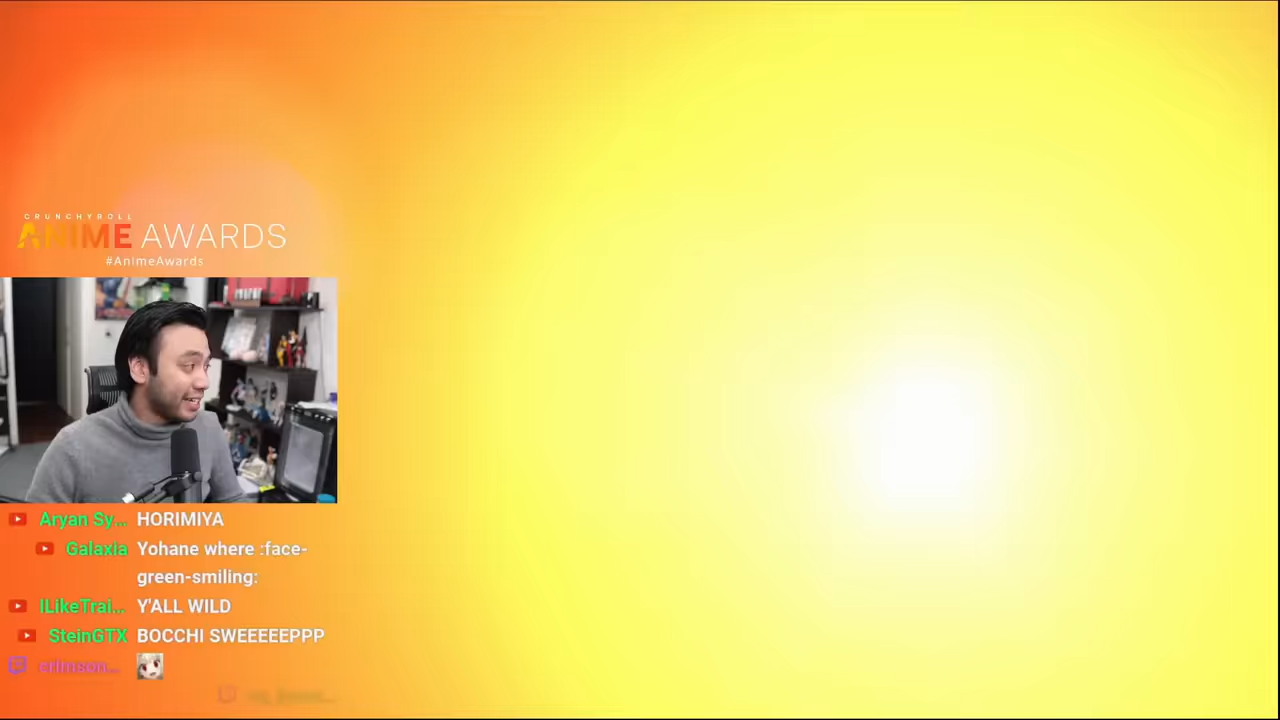 CRUNCHYROLL
ANIME AWARDS
#AnimeAwards
Aryan Sy... HORIMIYA
Galaxia Yohane where :face-
green-smiling:
ILikeTrai... Y'ALL WILD
SteinGTX BOCCHI SWEEEEEPPP
cr1mson...